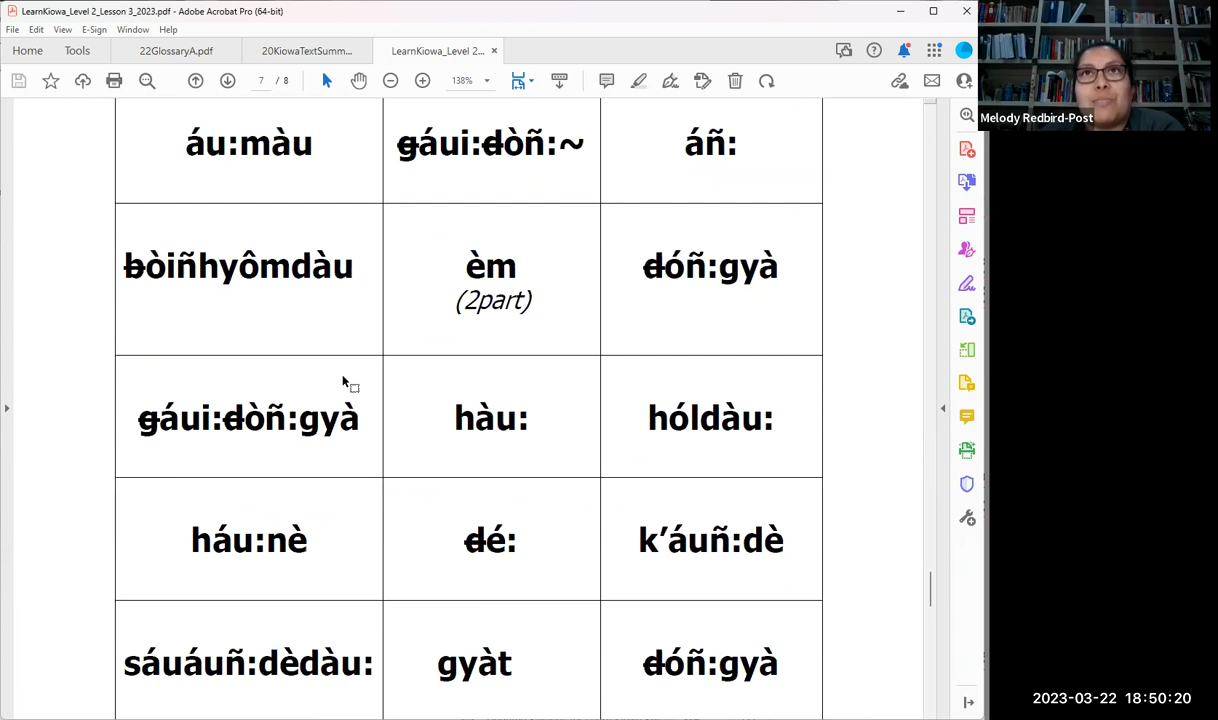 LearnKiowa_Level 2_Lesson 3_2023.pdf - Adobe Acrobat Pro (64-bit)
File Edit View E-Sign Window Help
Home Tools 22GlossaryA.pdf 20KiowaTextSumm... LearnKiowa_Level 2...
7 / 8 138%
Melody Redbird-Post
áu:màu g̶áui:d̶òñ:~ áñ:
b̶òiñhyômdàu èm d̶óñ:gyà
(2part)
g̶áui:d̶òñ:gyà hàu: hóldàu:
háu:nè d̶é: k’áuñ:dè
sáuáuñ:dèdàu: gyàt d̶óñ:gyà
2023-03-22 18:50:20